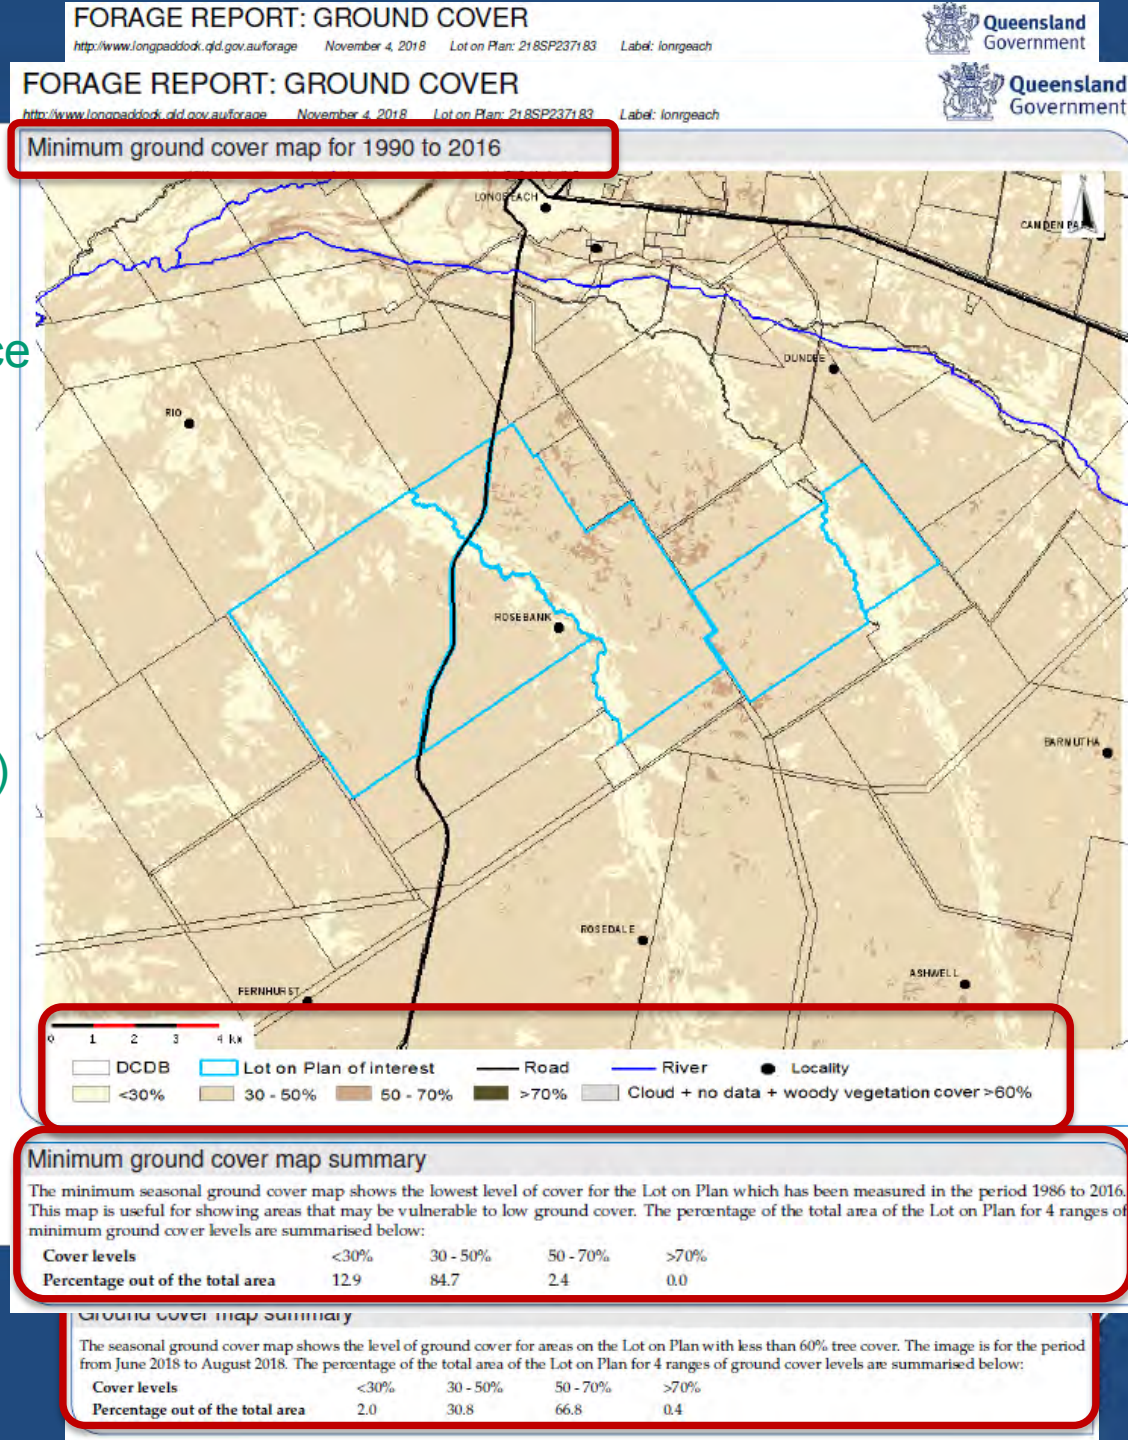 FORAGE REPORT: GROUND COVER
http://www.longpaddock.qld.gov.au/forage November 4, 2018 Lot on Plan: 218SP237183 Label: lonrgeach
Queensland
Government
FORAGE REPORT: GROUND COVER
http://www.longpaddock.qld.gov.au/forage November 4, 2018 Lot on Plan: 218SP237183 Label: lonrgeach
Queensland
Government
Minimum ground cover map for 1990 to 2016
N
CAMDEN
ce
DUNDEE
RIO
ROSEBANK
)
BARMUTHA
ROSEDALE
ASHWELL
FERNHURST
0 1 2 3 4 km
DCDB Lot on Plan of interest Road River Locality
<30% 30 - 50% 50 - 70% >70% Cloud + no data + woody vegetation cover >60%
Minimum ground cover map summary
The minimum seasonal ground cover map shows the lowest level of cover for the Lot on Plan which has been measured in the period 1986 to 2016.
This map is useful for showing areas that may be vulnerable to low ground cover. The percentage of the total area of the Lot on Plan for 4 ranges of
minimum ground cover levels are summarised below:
Cover levels <30% 30 - 50% 50 - 70% >70%
Percentage out of the total area 12.9 84.7 2.4 0.0
Ground cover map summary
The seasonal ground cover map shows the level of ground cover for areas on the Lot on Plan with less than 60% tree cover. The image is for the period
from June 2018 to August 2018. The percentage of the total area of the Lot on Plan for 4 ranges of ground cover levels are summarised below:
Cover levels <30% 30 - 50% 50 - 70% >70%
Percentage out of the total area 2.0 30.8 66.8 0.4